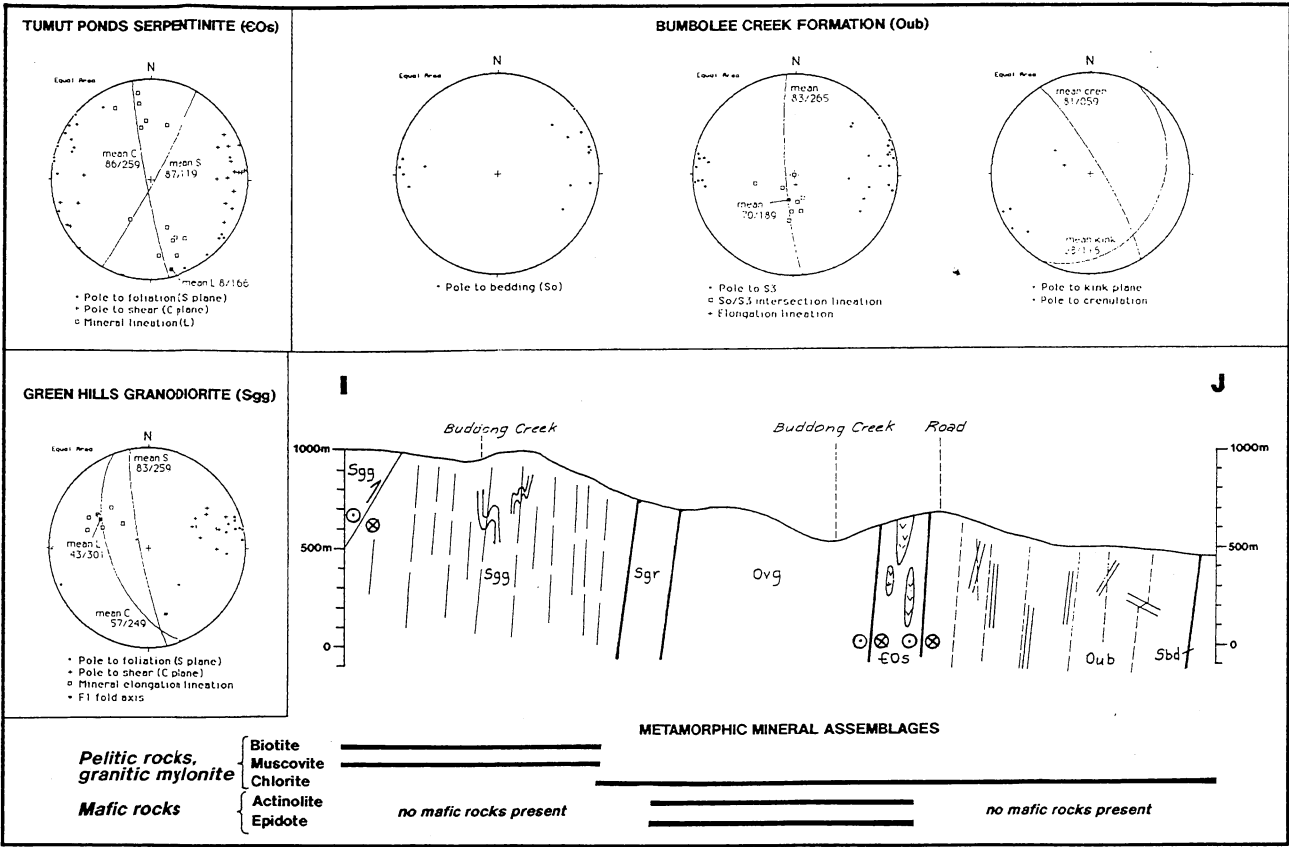 TUMUT PONDS SERPENTINITE (ЄOs)
N
Equal Area
mean C
86/259
mean S
87/119
mean L 8/166
Pole to foliation (S plane)
Pole to shear (C plane)
Mineral lineation (L)
BUMBOLEE CREEK FORMATION (Oub)
N
Equal Area
Pole to bedding (So)
N
Equal Area
mean
83/265
mean
70/189
Pole to S3
So/S3 intersection lineation
Elongation lineation
N
Equal Area
mean cren
81/059
mean kink
Pole to kink plane
Pole to crenulation
GREEN HILLS GRANODIORITE (Sgg)
N
Equal Area
mean S
83/259
mean L
43/301
mean C
57/249
Pole to foliation (S plane)
Pole to shear (C plane)
Mineral elongation lineation
F1 fold axis
I
J
Buddong Creek
Buddong Creek
Road
1000m
500m
0
1000m
500m
0
Sgg
Sgg
Sgr
Ovg
ЄOs
Oub
Sbd
METAMORPHIC MINERAL ASSEMBLAGES
Pelitic rocks,
granitic mylonite
Biotite
Muscovite
Chlorite
Mafic rocks
Actinolite
Epidote
no mafic rocks present
no mafic rocks present